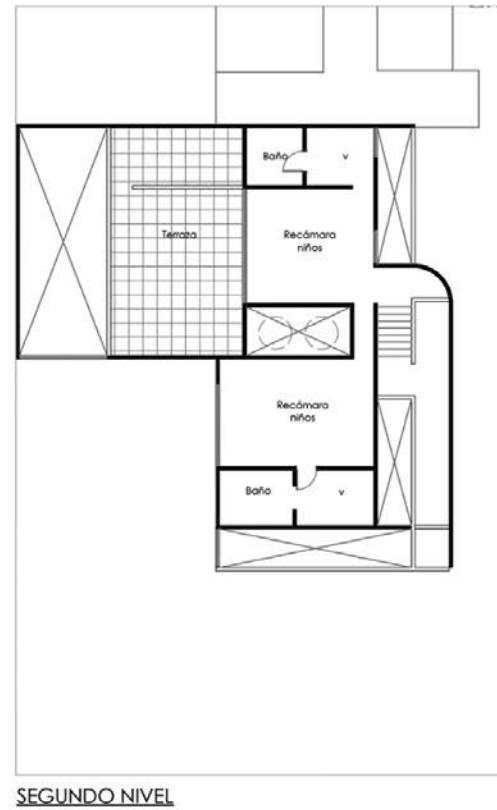 Baño
v
Terraza
Recámara
niños
Recámara
niños
Baño
v
SEGUNDO NIVEL